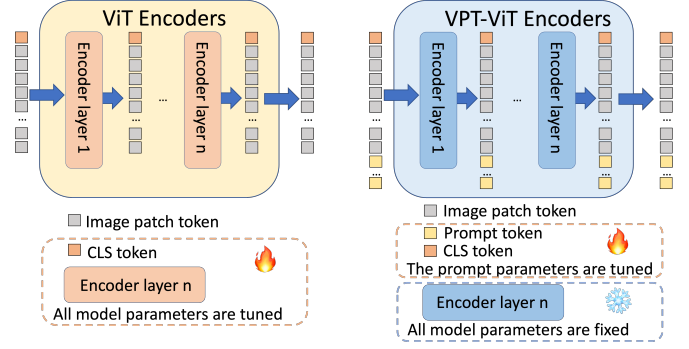 ViT Encoders
Encoder layer 1
...
...
Encoder layer n
...
...
...
Image patch token
CLS token
Encoder layer n
All model parameters are tuned
VPT-ViT Encoders
...
...
Encoder layer 1
...
...
...
Encoder layer n
...
...
...
Image patch token
Prompt token
CLS token
The prompt parameters are tuned
Encoder layer n
All model parameters are fixed